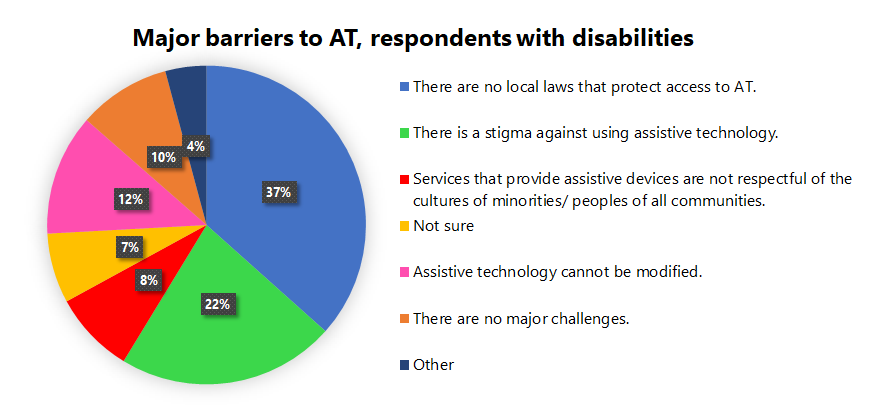 Major barriers to AT, respondents with disabilities
37%
22%
8%
7%
12%
10%
4%
There are no local laws that protect access to AT.
There is a stigma against using assistive technology.
Services that provide assistive devices are not respectful of the
cultures of minorities/ peoples of all communities.
Not sure
Assistive technology cannot be modified.
There are no major challenges.
Other